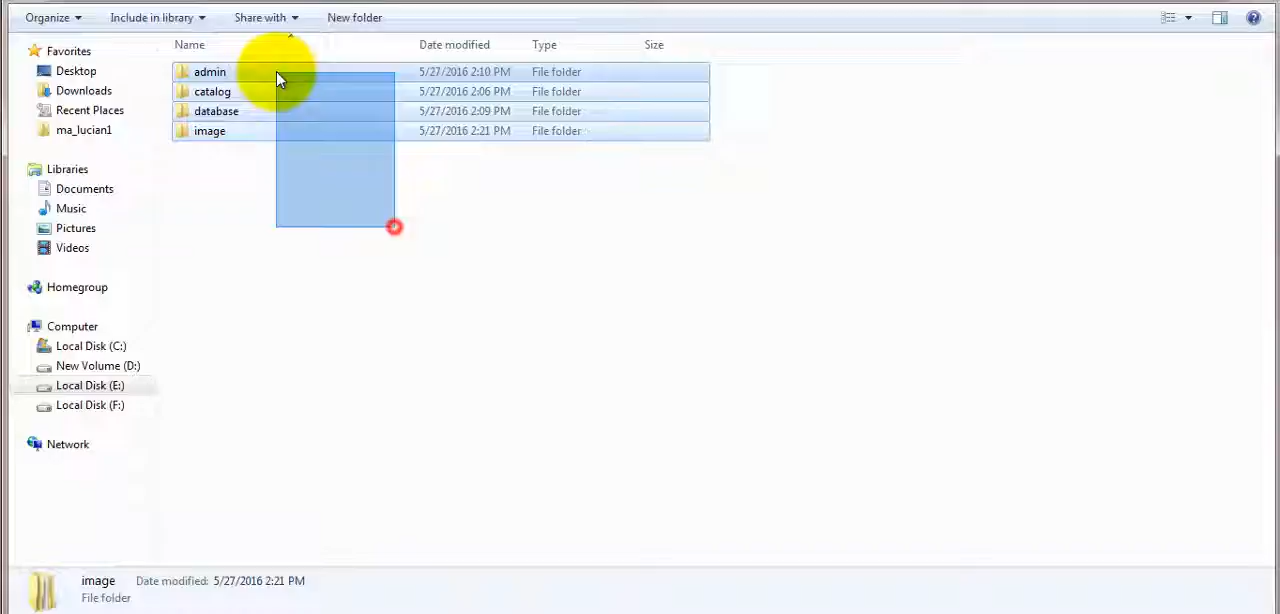 Organize Include in library Share with New folder
Name Date modified Type Size
Favorites
Desktop
Downloads
Recent Places
ma_lucian1
Libraries
Documents
Music
Pictures
Videos
Homegroup
Computer
Local Disk (C:)
New Volume (D:)
Local Disk (E:)
Local Disk (F:)
Network
admin 5/27/2016 2:10 PM File folder
catalog 5/27/2016 2:06 PM File folder
database 5/27/2016 2:09 PM File folder
image 5/27/2016 2:21 PM File folder
image Date modified: 5/27/2016 2:21 PM
File folder